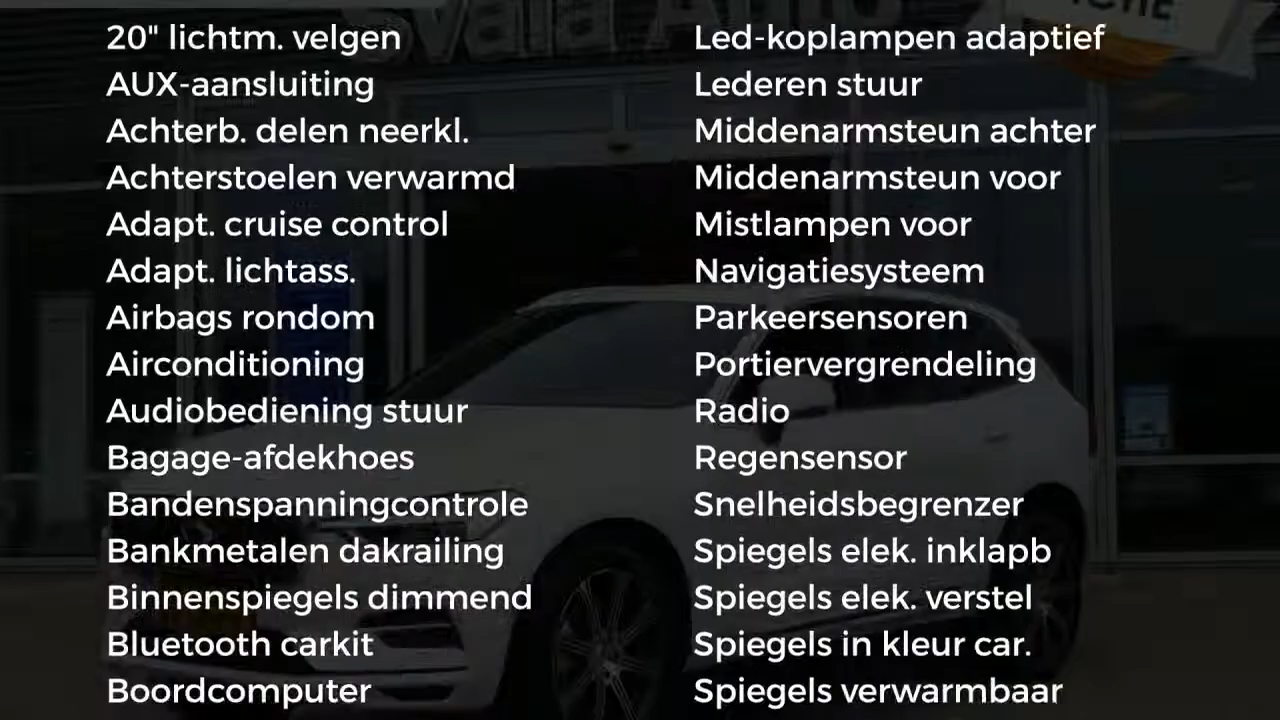 20" lichtm. velgen
AUX-aansluiting
Achterb. delen neerkl.
Achterstoelen verwarmd
Adapt. cruise control
Adapt. lichtass.
Airbags rondom
Airconditioning
Audiobediening stuur
Bagage-afdekhoes
Bandenspanningcontrole
Bankmetalen dakrailing
Binnenspiegels dimmend
Bluetooth carkit
Boordcomputer
Led-koplampen adaptief
Lederen stuur
Middenarmsteun achter
Middenarmsteun voor
Mistlampen voor
Navigatiesysteem
Parkeersensoren
Portiervergrendeling
Radio
Regensensor
Snelheidsbegrenzer
Spiegels elek. inklapb
Spiegels elek. verstel
Spiegels in kleur car.
Spiegels verwarmbaar